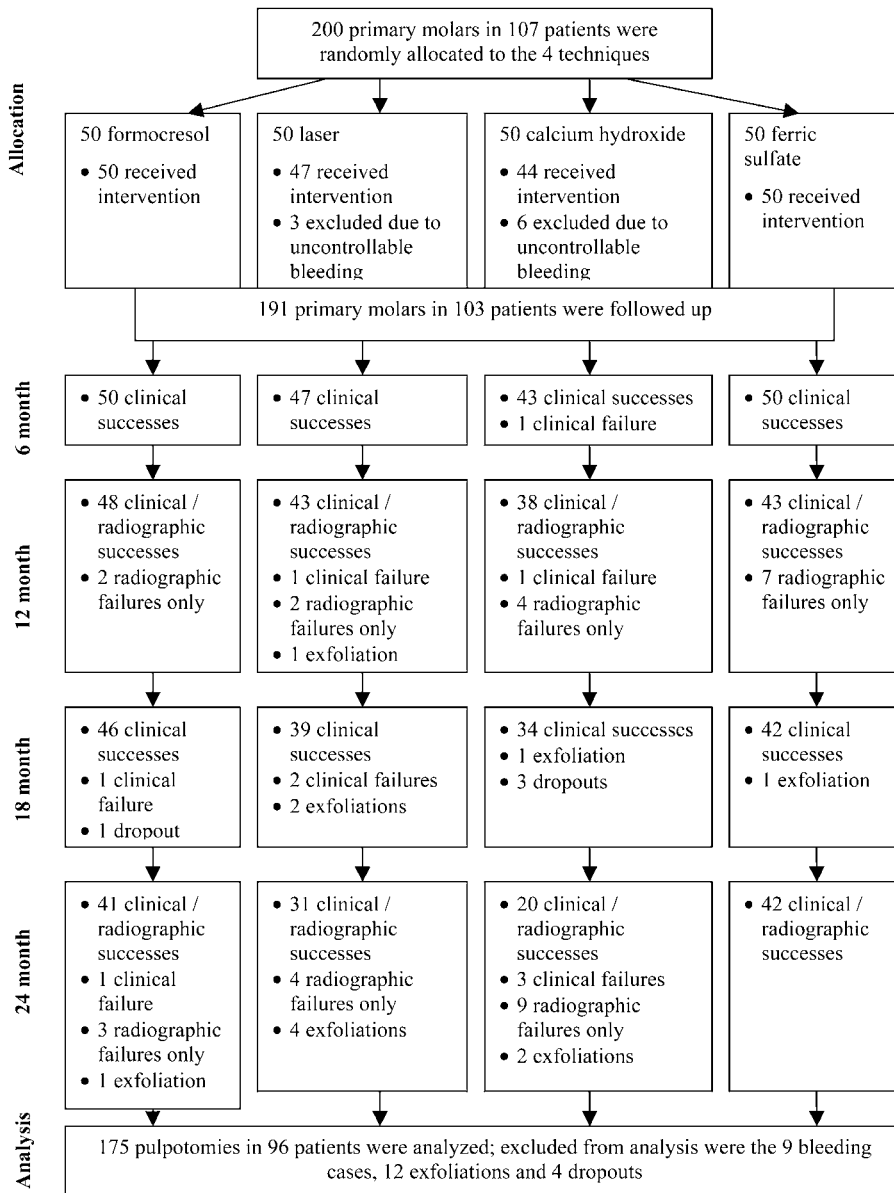 200 primary molars in 107 patients were
randomly allocated to the 4 techniques
Allocation
50 formocresol
• 50 received
intervention
50 laser
• 47 received
intervention
• 3 excluded due to
uncontrollable
bleeding
50 calcium hydroxide
• 44 received
intervention
• 6 excluded due to
uncontrollable
bleeding
50 ferric
sulfate
• 50 received
intervention
191 primary molars in 103 patients were followed up
6 month
• 50 clinical
successes
• 47 clinical
successes
• 43 clinical successes
• 1 clinical failure
• 50 clinical
successes
12 month
• 48 clinical /
radiographic
successes
• 2 radiographic
failures only
• 43 clinical /
radiographic
successes
• 1 clinical failure
• 2 radiographic
failures only
• 1 exfoliation
• 38 clinical /
radiographic
successes
• 1 clinical failure
• 4 radiographic
failures only
• 43 clinical /
radiographic
successes
• 7 radiographic
failures only
18 month
• 46 clinical
successes
• 1 clinical
failure
• 1 dropout
• 39 clinical
successes
• 2 clinical failures
• 2 exfoliations
• 34 clinical successes
• 1 exfoliation
• 3 dropouts
• 42 clinical
successes
• 1 exfoliation
24 month
• 41 clinical /
radiographic
successes
• 1 clinical
failure
• 3 radiographic
failures only
• 1 exfoliation
• 31 clinical /
radiographic
successes
• 4 radiographic
failures only
• 4 exfoliations
• 20 clinical /
radiographic
successes
• 3 clinical failures
• 9 radiographic
failures only
• 2 exfoliations
• 42 clinical /
radiographic
successes
Analysis
175 pulpotomies in 96 patients were analyzed; excluded from analysis were the 9 bleeding
cases, 12 exfoliations and 4 dropouts